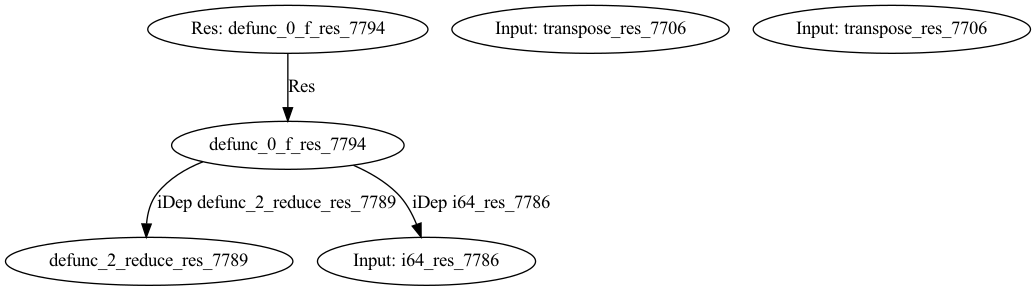 Res: defunc_0_f_res_7794
Input: transpose_res_7706
Input: transpose_res_7706
Res
defunc_0_f_res_7794
iDep defunc_2_reduce_res_7789
iDep i64_res_7786
defunc_2_reduce_res_7789
Input: i64_res_7786